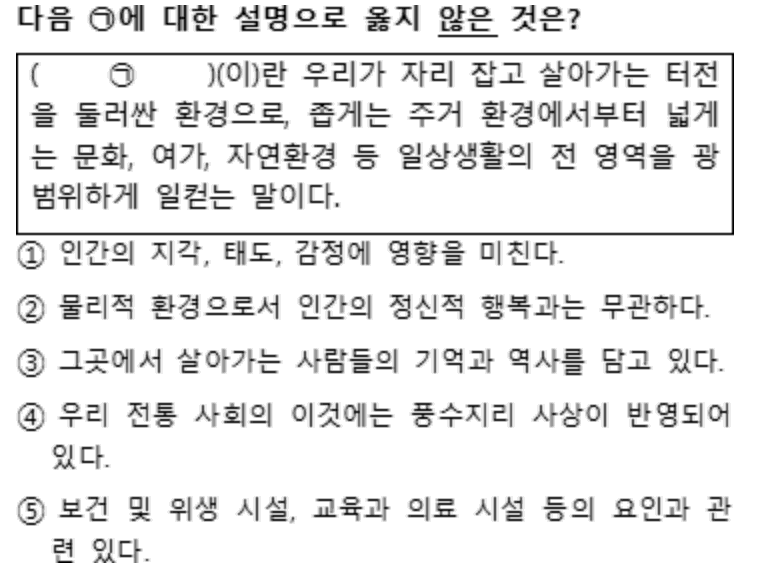 다음 ㉠에 대한 설명으로 옳지 않은 것은?
( ㉠ )(이)란 우리가 자리 잡고 살아가는 터전
을 둘러싼 환경으로, 좁게는 주거 환경에서부터 넓게
는 문화, 여가, 자연환경 등 일상생활의 전 영역을 광
범위하게 일컫는 말이다.
① 인간의 지각, 태도, 감정에 영향을 미친다.
② 물리적 환경으로서 인간의 정신적 행복과는 무관하다.
③ 그곳에서 살아가는 사람들의 기억과 역사를 담고 있다.
④ 우리 전통 사회의 이것에는 풍수지리 사상이 반영되어
있다.
⑤ 보건 및 위생 시설, 교육과 의료 시설 등의 요인과 관
련 있다.